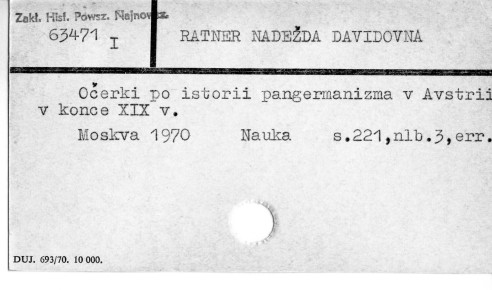 Zakł. Hist. Powsz. Najnowsz.
63471 I
RATNER NADEŽDA DAVIDOVNA
Očerki po istorii pangermanizma v Avstrii
v konce XIX v.
Moskva 1970 Nauka s.221,nlb.3,err.
DUJ. 693/70. 10 000.